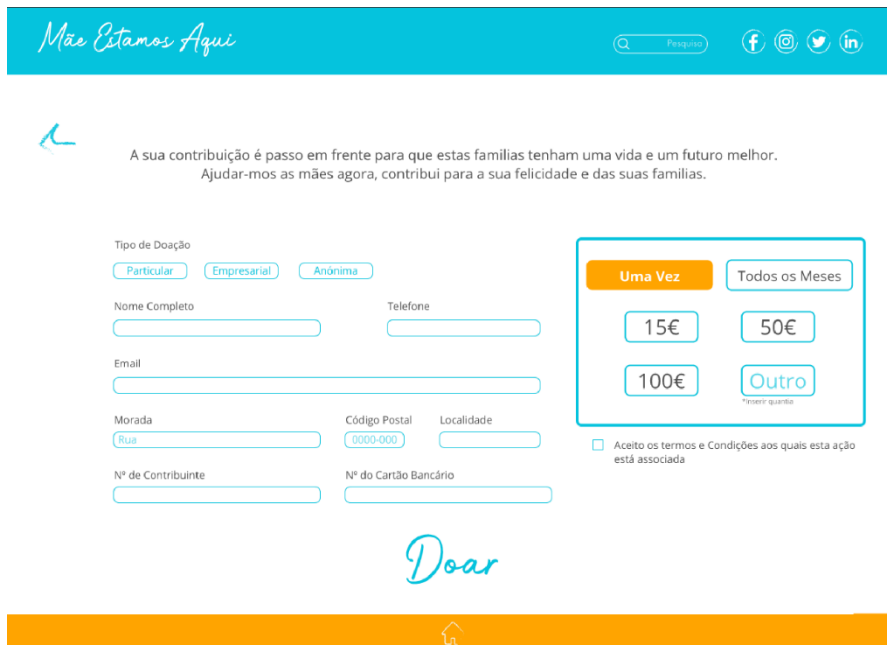 Mãe Estamos Aqui
Pesquisa
A sua contribuição é passo em frente para que estas familias tenham uma vida e um futuro melhor.
Ajudar-mos as mães agora, contribui para a sua felicidade e das suas familias.
Tipo de Doação
Particular Empresarial Anónima
Nome Completo Telefone
Email
Morada Código Postal Localidade
Rua 0000-000
Nº de Contribuinte Nº do Cartão Bancário
Uma Vez Todos os Meses
15€ 50€
100€ Outro
*Inserir quantia
Aceito os termos e Condições aos quais esta ação
está associada
Doar